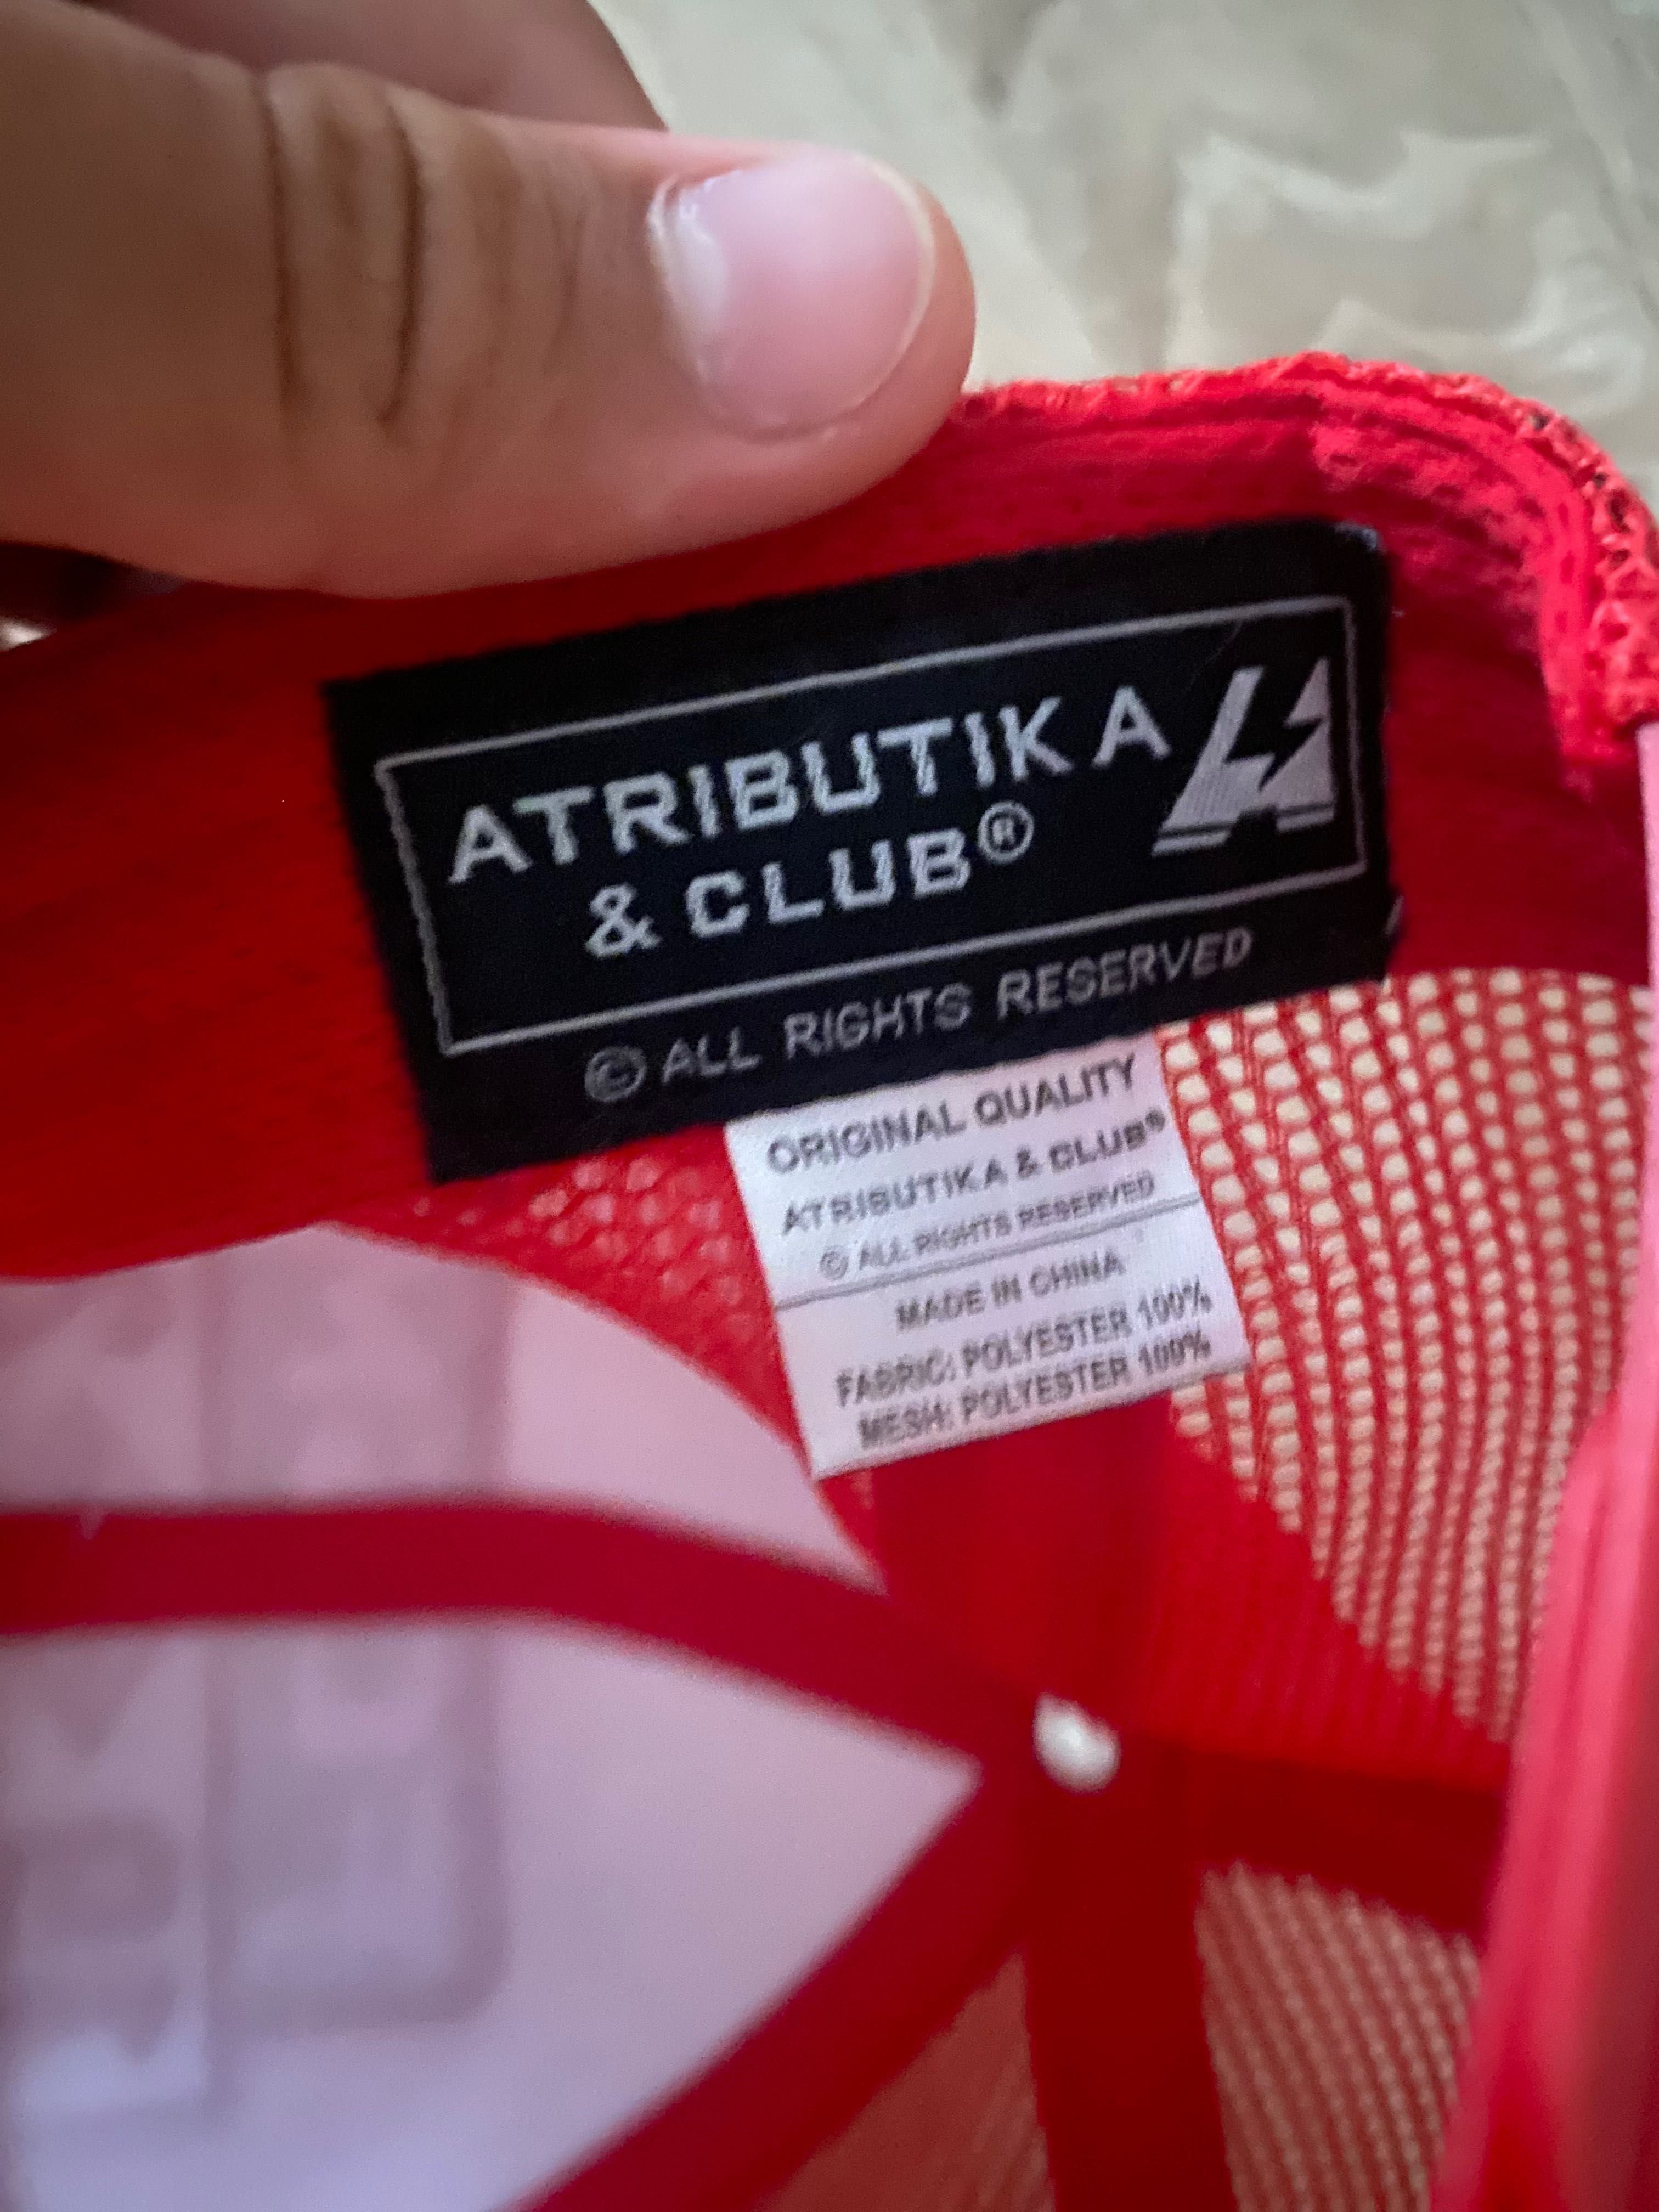 ATRIBUTIKA
& CLUB®
© ALL RIGHTS RESERVED
ORIGINAL QUALITY
ATRIBUTIKA & CLUB®
© ALL RIGHTS RESERVED
MADE IN CHINA
FABRIC: POLYESTER 100%
MESH: POLYESTER 100%